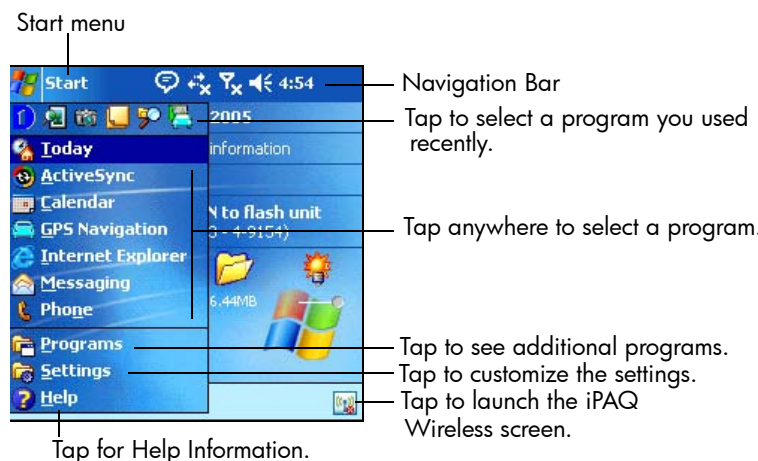 Start menu
Start 4:54
Navigation Bar
2005
Tap to select a program you used
recently.
Today
information
ActiveSync
Calendar
N to flash unit
GPS Navigation
- 4-9154)
Tap anywhere to select a program.
Internet Explorer
Messaging
6.44MB
Phone
Programs
Tap to see additional programs.
Settings
Tap to customize the settings.
Help
Tap to launch the iPAQ
Wireless screen.
Tap for Help Information.